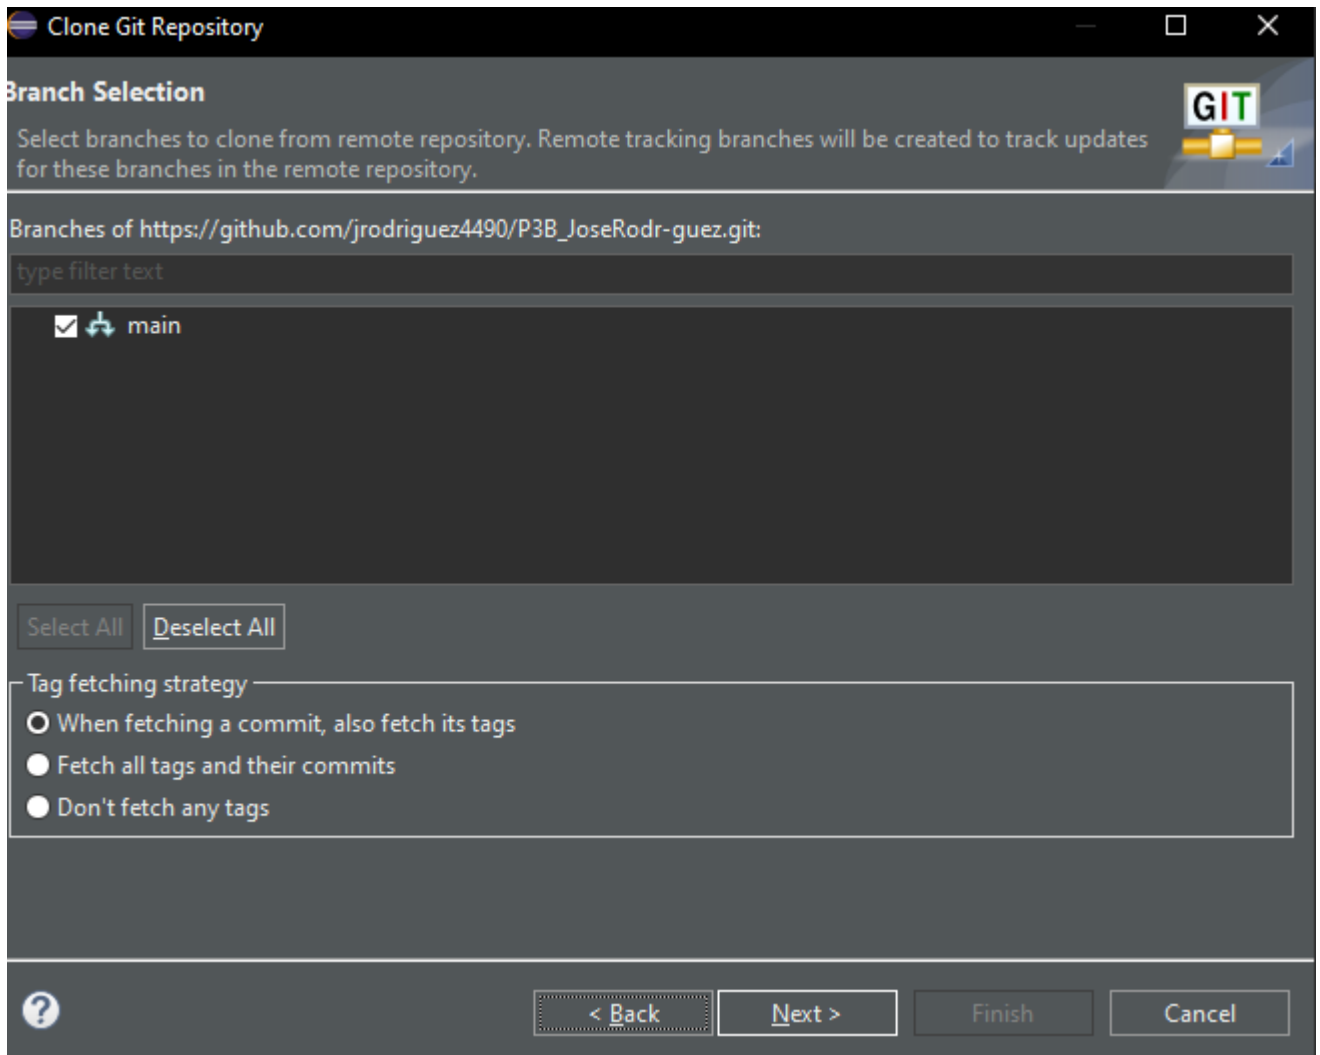 Clone Git Repository
Branch Selection
GIT
Select branches to clone from remote repository. Remote tracking branches will be created to track updates
for these branches in the remote repository.
Branches of https://github.com/jrodriguez4490/P3B_JoseRodr-guez.git:
type filter text
main
Select All Deselect All
Tag fetching strategy
When fetching a commit, also fetch its tags
Fetch all tags and their commits
Don't fetch any tags
? < Back Next > Finish Cancel